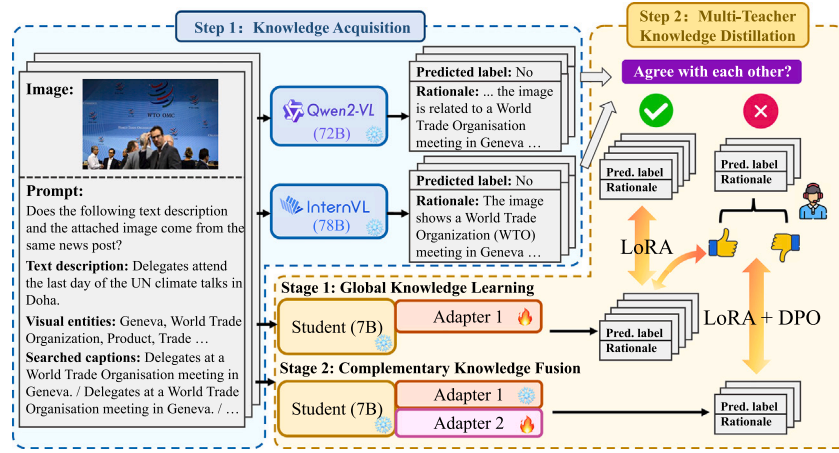 Step 1: Knowledge Acquisition
Step 2: Multi-Teacher
Knowledge Distillation
Image:
WTO OMC
Prompt:
Does the following text description
and the attached image come from the
same news post?
Text description: Delegates attend
the last day of the UN climate talks in
Doha.
Visual entities: Geneva, World Trade
Organization, Product, Trade …
Searched captions: Delegates at a
World Trade Organisation meeting in
Geneva. / Delegates at a World Trade
Organisation meeting in Geneva. / …
Qwen2-VL
(72B)
InternVL
(78B)
Predicted label: No
Rationale: ... the image
is related to a World
Trade Organisation
meeting in Geneva …
Predicted label: No
Rationale: The image
shows a World Trade
Organization (WTO)
meeting in Geneva …
Agree with each other?
Pred. label
Rationale
Pred. label
Rationale
LoRA
LoRA + DPO
Stage 1: Global Knowledge Learning
Student (7B)
Adapter 1
Pred. label
Rationale
Stage 2: Complementary Knowledge Fusion
Student (7B)
Adapter 1
Adapter 2
Pred. label
Rationale